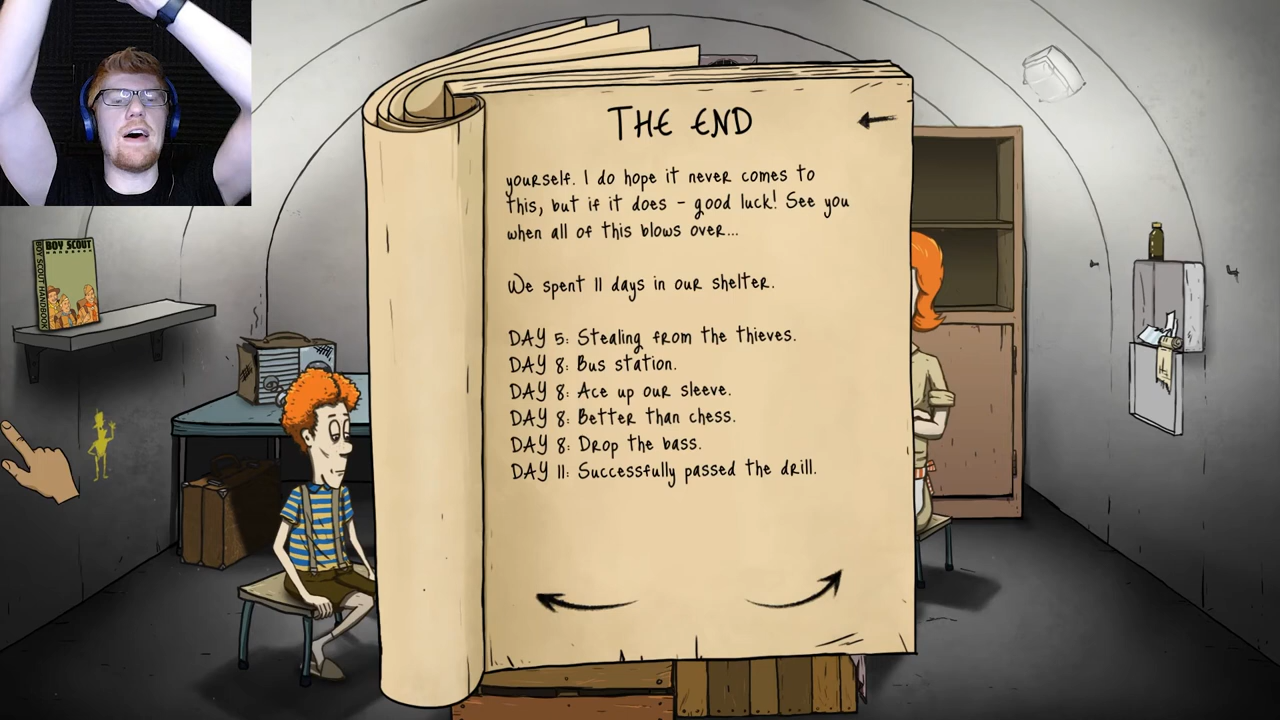 THE END
yourself. I do hope it never comes to
this, but if it does - good luck! See you
when all of this blows over...
We spent 11 days in our shelter.
DAY 5: Stealing from the thieves.
DAY 8: Bus station.
DAY 8: Ace up our sleeve.
DAY 8: Better than chess.
DAY 8: Drop the bass.
DAY 11: Successfully passed the drill.
BOY SCOUT
BOY SCOUT HANDBOOK